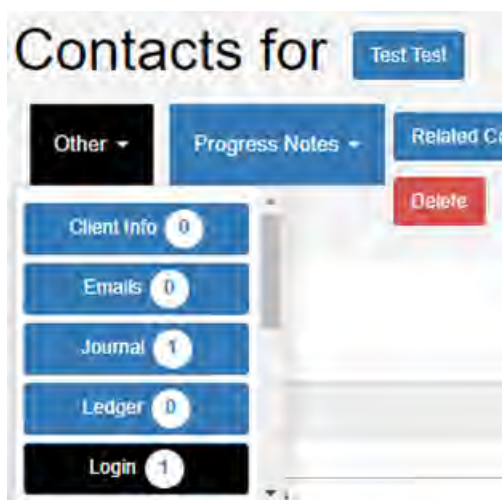 Contacts for Test Test
Other Progress Notes Related
Delete
Client Info 0
Emails 0
Journal 1
Ledger 0
Login 1